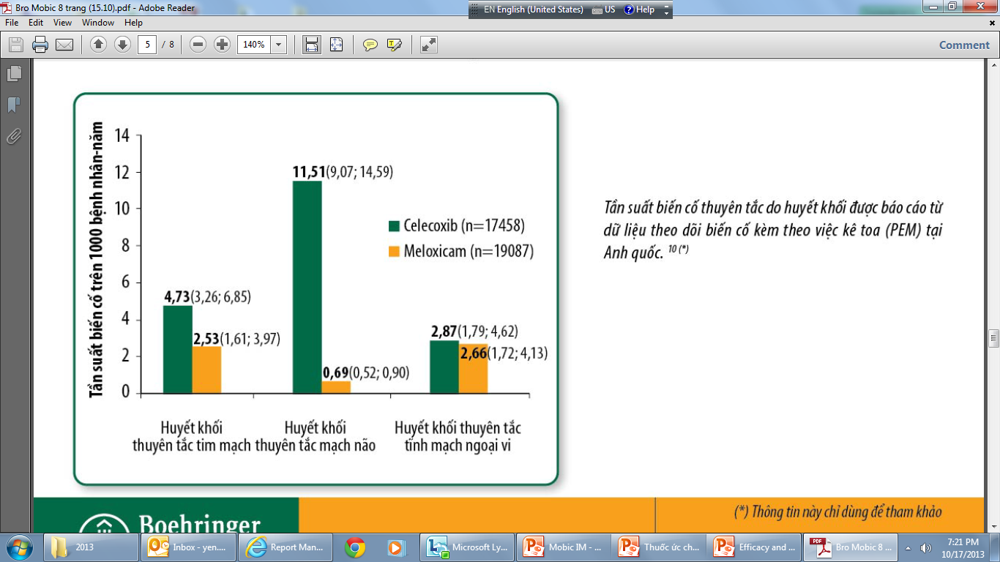 Bro Mobic 8 trang (15.10).pdf - Adobe Reader
EN English (United States) US Help
File Edit View Window Help
5 / 8 140% Comment
Tần suất biến cố trên 1000 bệnh nhân-năm
14
12
10
8
6
4
2
0
4,73(3,26; 6,85)
2,53(1,61; 3,97)
11,51(9,07; 14,59)
0,69(0,52; 0,90)
2,87(1,79; 4,62)
2,66(1,72; 4,13)
Celecoxib (n=17458)
Meloxicam (n=19087)
Huyết khối
thuyên tắc tim mạch
Huyết khối
thuyên tắc mạch não
Huyết khối thuyên tắc
tĩnh mạch ngoại vi
Tần suất biến cố thuyên tắc do huyết khối được báo cáo từ
dữ liệu theo dõi biến cố kèm theo việc kê toa (PEM) tại
Anh quốc. 10 (*)
Boehringer
(*) Thông tin này chỉ dùng để tham khảo
2013
Inbox - yen....
Report Man...
Microsoft Ly...
Mobic IM - ...
Thuốc ức ch...
Efficacy and ...
PDF
Bro Mobic 8 ...
7:21 PM
10/17/2013